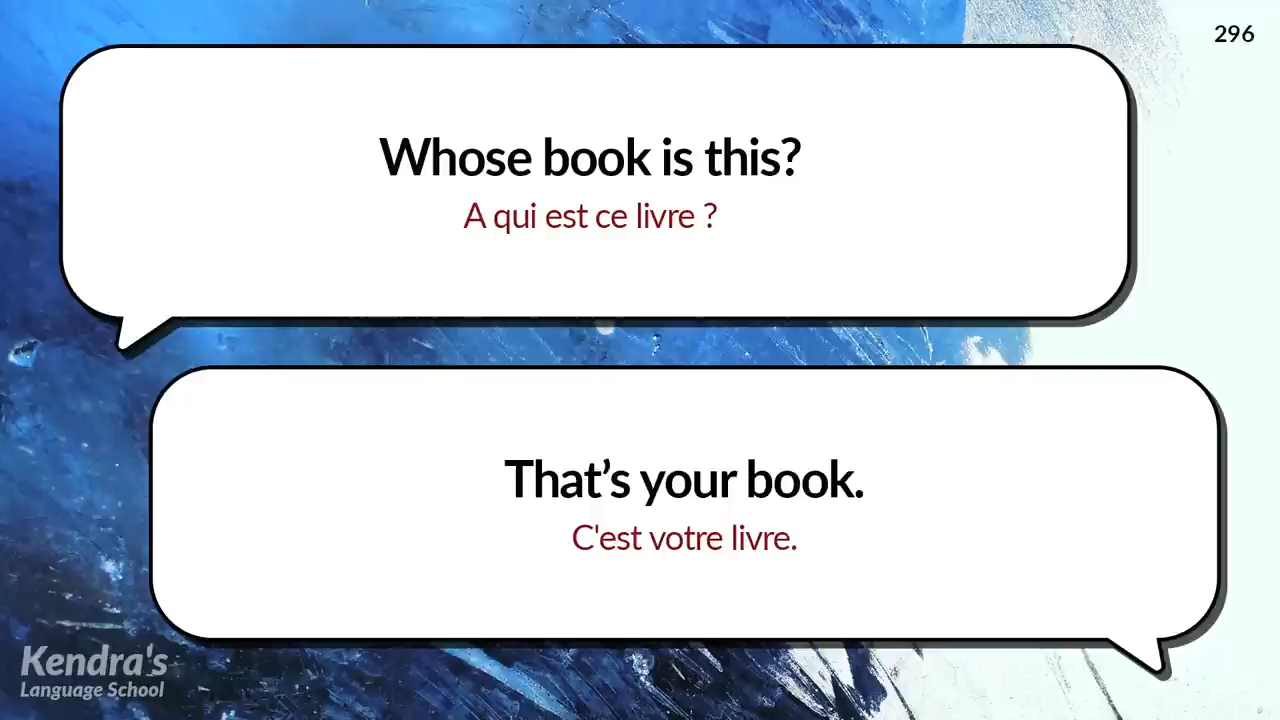 296
Whose book is this?
A qui est ce livre ?
That’s your book.
C'est votre livre.
Kendra's
Language School